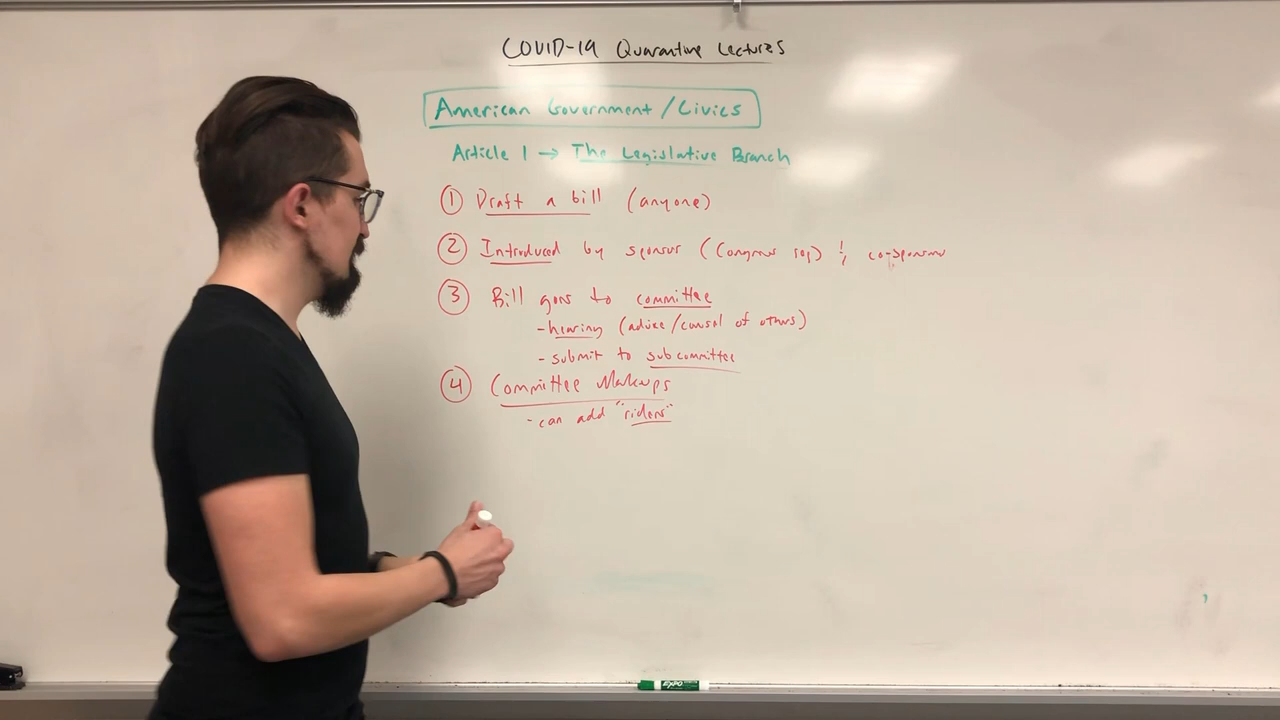 COVID-19 Quarantine Lectures
American Government/Civics
Article 1 → The Legislative Branch
① Draft a bill (anyone)
② Introduced by sponsor (Congress rep) & co-sponsor
③ Bill goes to committee
- hearing (advice/counsel of others)
- submit to subcommittee
④ Committee Markups
- can add "riders"
EXPO